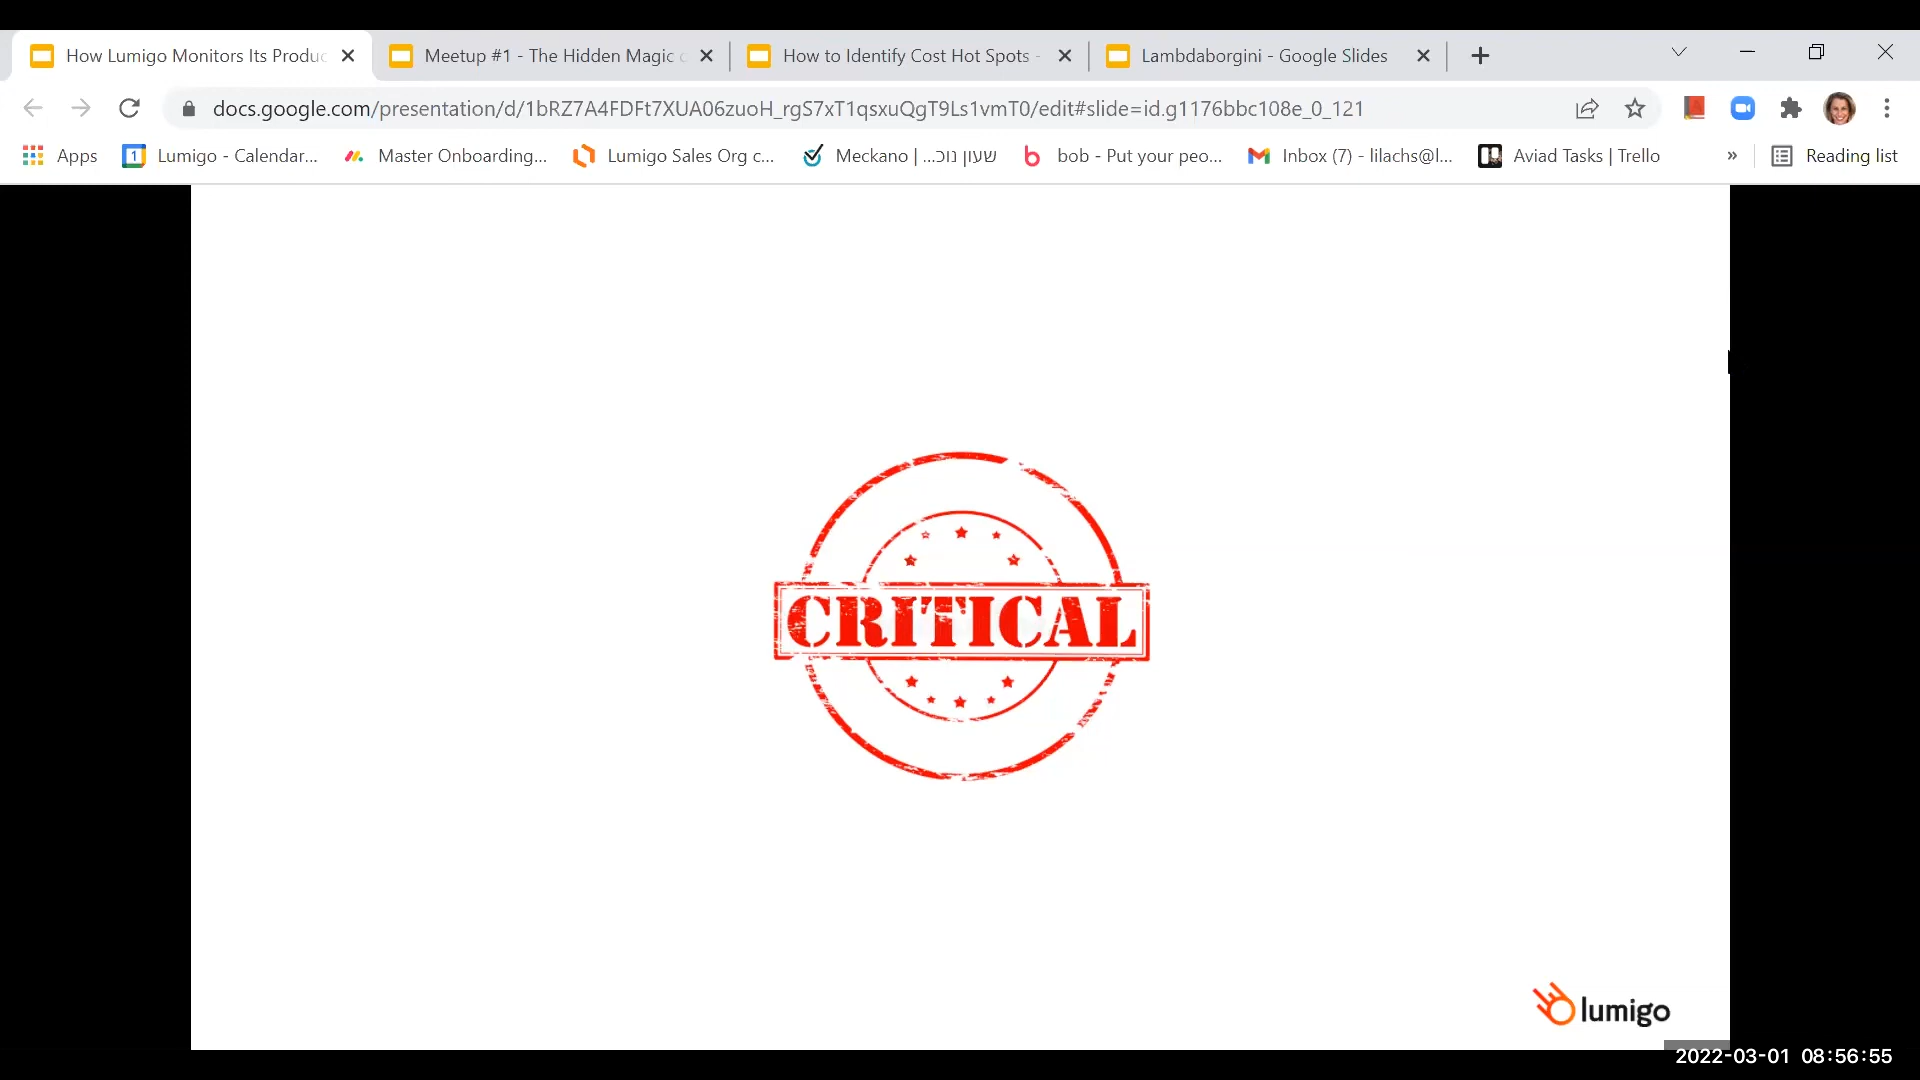 How Lumigo Monitors Its Produc
Meetup #1 - The Hidden Magic
How to Identify Cost Hot Spots -
Lambdaborgini - Google Slides
docs.google.com/presentation/d/1bRZ7A4FDFt7XUA06zuoH_rgS7xT1qsxuQgT9Ls1vmT0/edit#slide=id.g1176bbc108e_0_121
Apps
1
Lumigo - Calendar...
Master Onboarding...
Lumigo Sales Org c...
Meckano | שעון נוכ...
b
bob - Put your peo...
Inbox (7) - lilachs@l...
Aviad Tasks | Trello
»
Reading list
CRITICAL
lumigo
2022-03-01 08:56:55